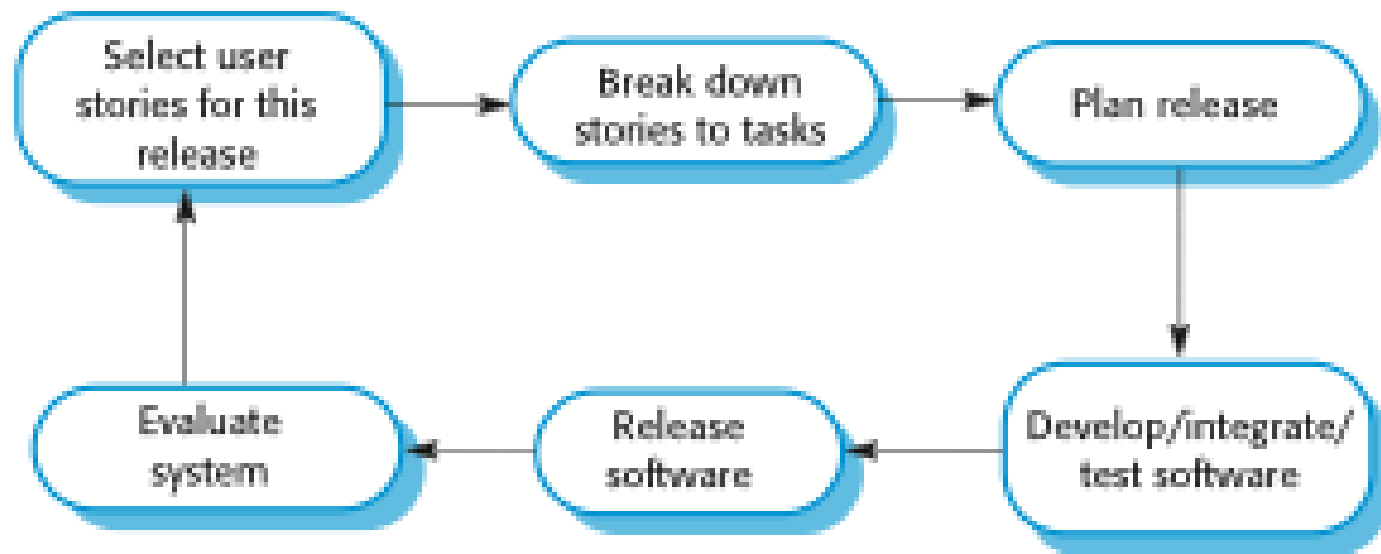 Select user
stories for this
release
Break down
stories to tasks
Plan release
Develop/integrate/
test software
Release
software
Evaluate
system